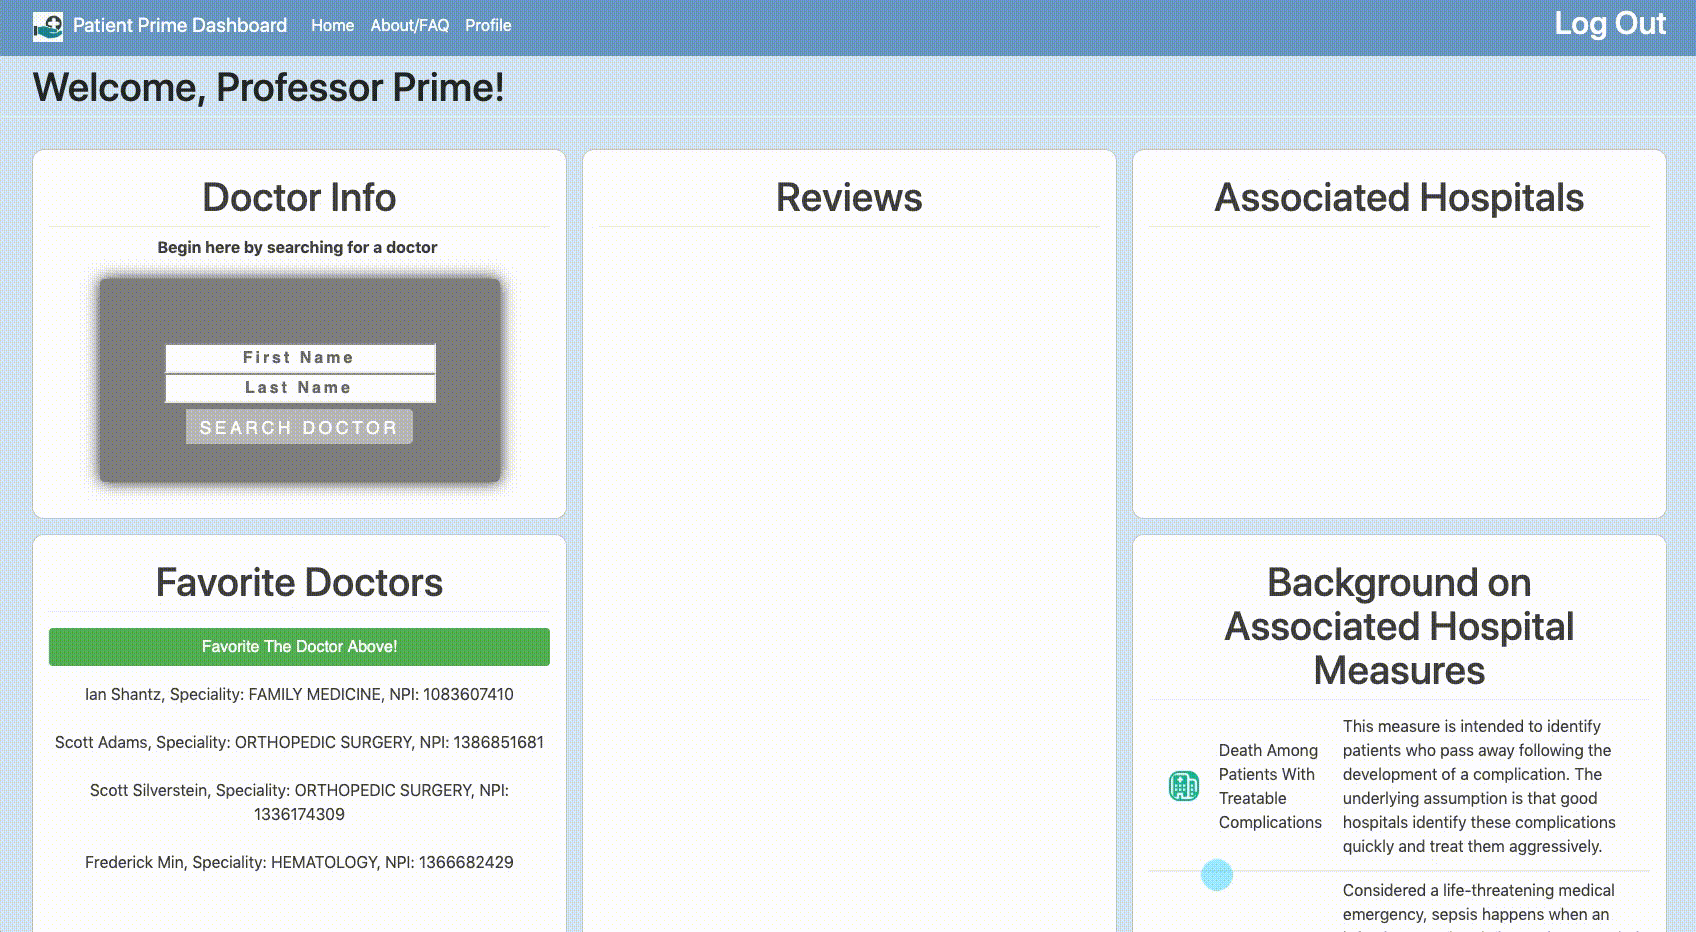 Patient Prime Dashboard
Home
About/FAQ
Profile
Log Out
Welcome, Professor Prime!
Doctor Info
Begin here by searching for a doctor
First Name
Last Name
SEARCH DOCTOR
Favorite Doctors
Favorite The Doctor Above!
Ian Shantz, Speciality: FAMILY MEDICINE, NPI: 1083607410
Scott Adams, Speciality: ORTHOPEDIC SURGERY, NPI: 1386851681
Scott Silverstein, Speciality: ORTHOPEDIC SURGERY, NPI:
1336174309
Frederick Min, Speciality: HEMATOLOGY, NPI: 1366682429
Reviews
Associated Hospitals
Background on
Associated Hospital
Measures
Death Among
Patients With
Treatable
Complications
This measure is intended to identify
patients who pass away following the
development of a complication. The
underlying assumption is that good
hospitals identify these complications
quickly and treat them aggressively.
Considered a life-threatening medical
emergency, sepsis happens when an